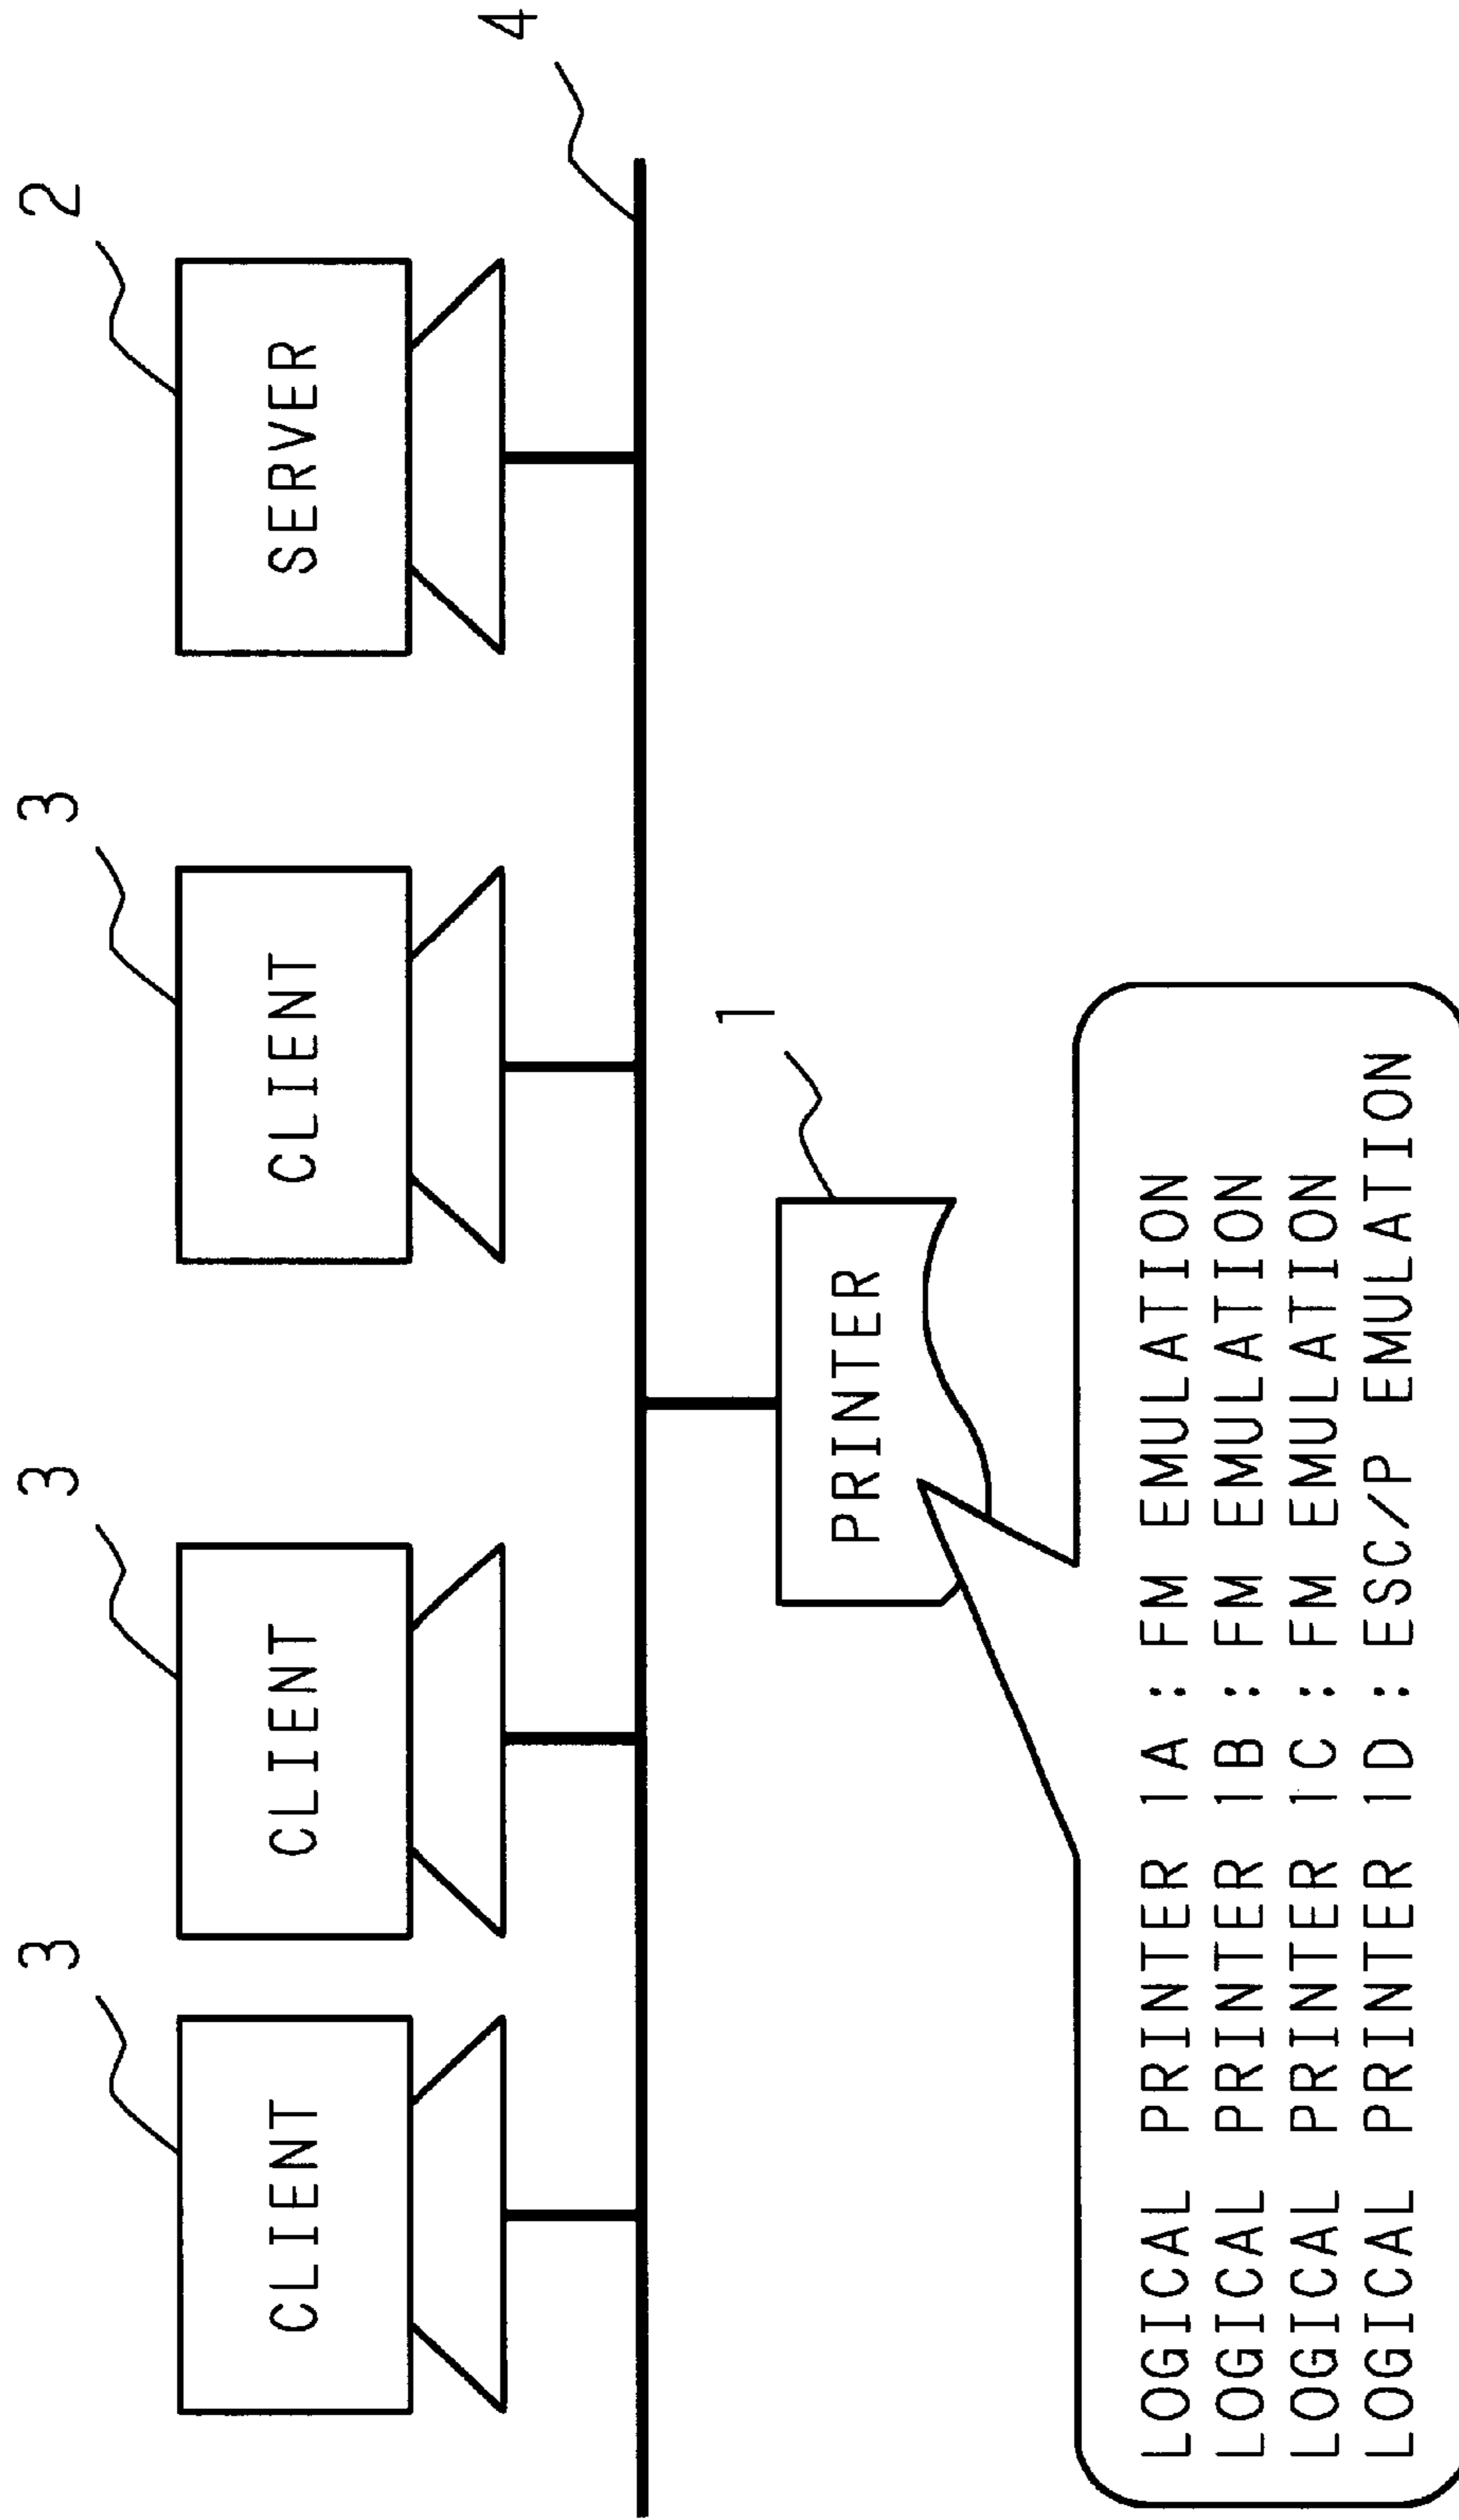 3
3
3
2
CLIENT
CLIENT
CLIENT
SERVER
4
1
PRINTER
LOGICAL PRINTER 1A : FM EMULATION
LOGICAL PRINTER 1B : FM EMULATION
LOGICAL PRINTER 1C : FM EMULATION
LOGICAL PRINTER 1D : ESC/P EMULATION